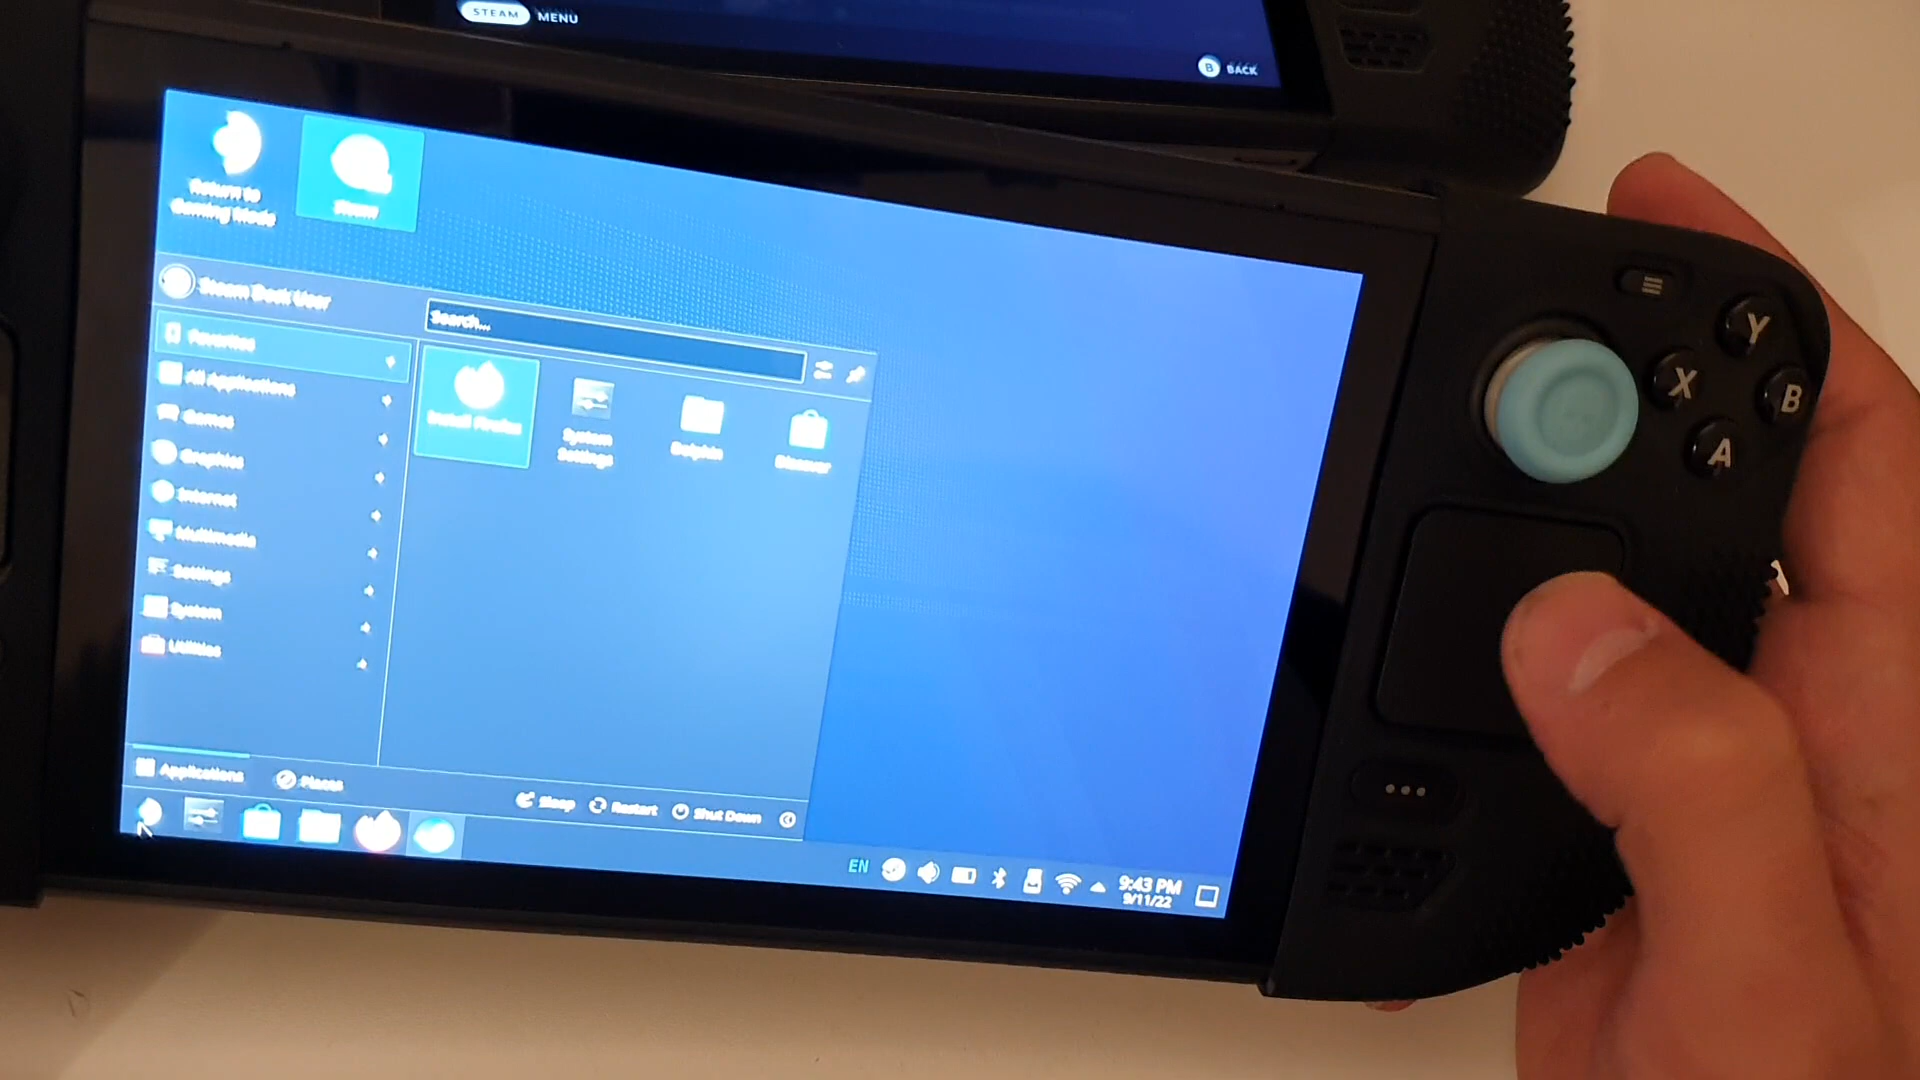 STEAM MENU
B BACK
Return to
Gaming Mode
Steam
Steam Deck User
Search...
Favorites
All Applications
Games
Graphics
Internet
Multimedia
Settings
System
Utilities
Install Firefox
System
Settings
Dolphin
Discover
Applications
Places
Sleep
Restart
Shut Down
EN
9:43 PM
9/11/22
Y
X
B
A